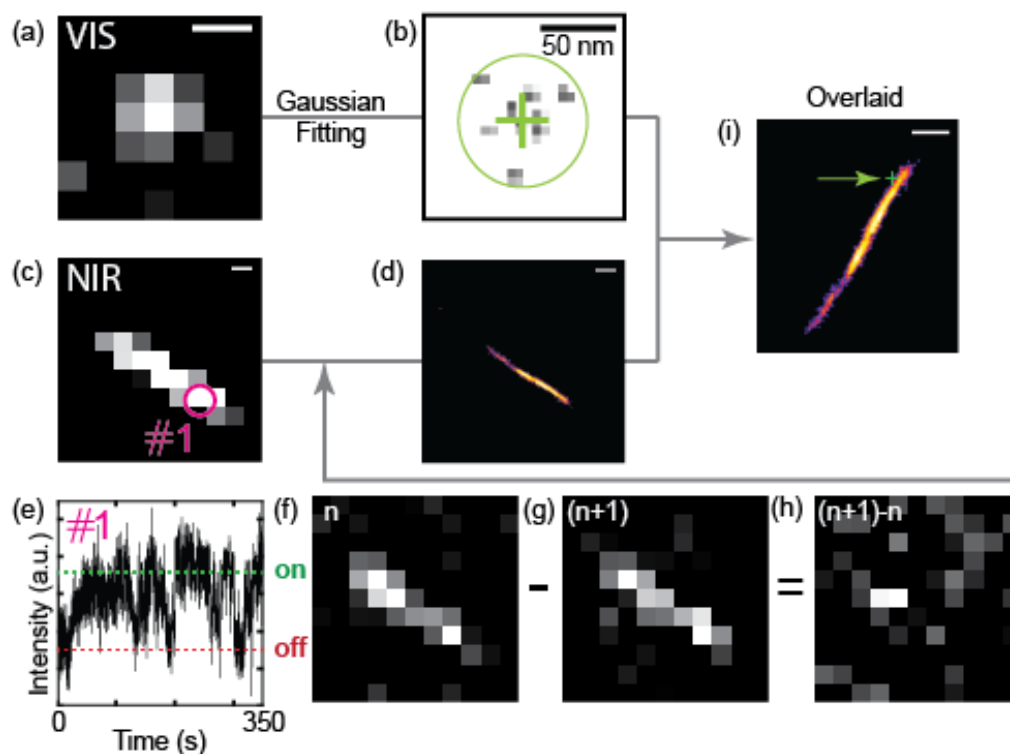 (a) VIS
(b) 50 nm
Gaussian
Fitting
Overlaid
(i)
(c) NIR
#1
(d)
(e) #1
Intensity (a.u.)
on
off
0 350
Time (s)
(f) n
-
(g) (n+1)
=
(h) (n+1)-n